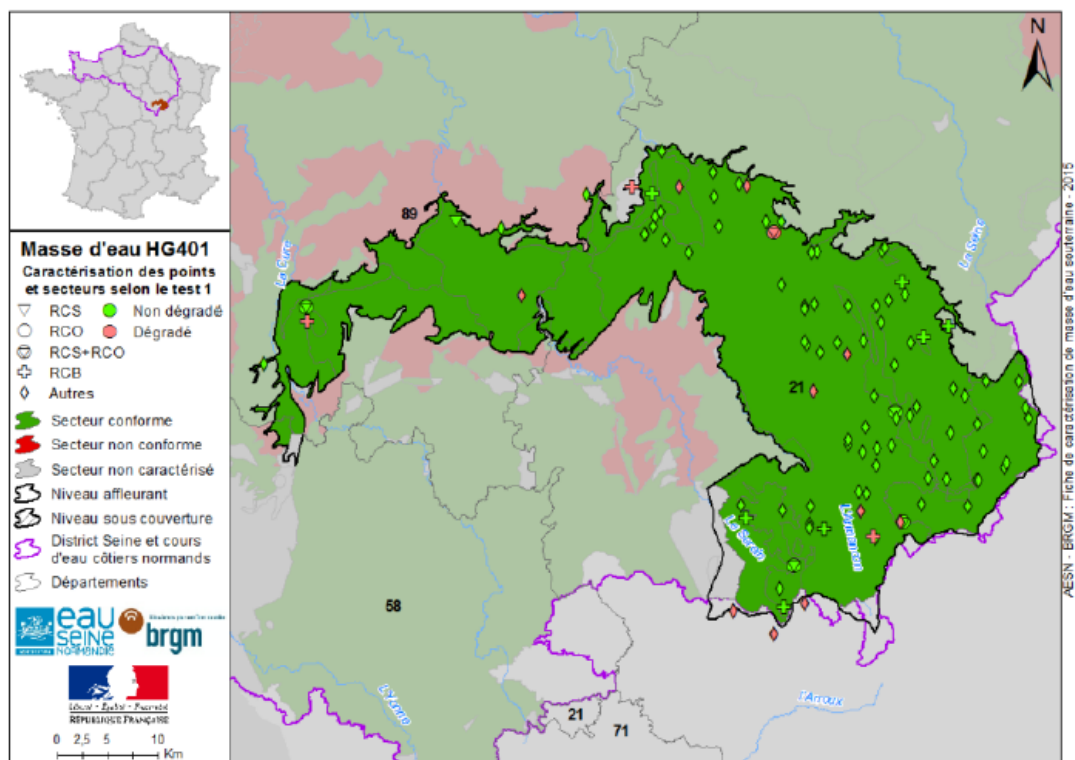 Masse d'eau HG401
Caractérisation des points
et secteurs selon le test 1
RCS
Non dégradé
RCO
Dégradé
RCS+RCO
RCB
Autres
Secteur conforme
Secteur non conforme
Secteur non caractérisé
Niveau affleurant
Niveau sous couverture
District Seine et cours
d'eau côtiers normands
Départements
eau
SEINE
NORMANDIE
brgm
Liberté • Égalité • Fraternité
RÉPUBLIQUE FRANÇAISE
0 2,5 5 10
Km
N
89
La Cure
La Seine
21
Le Serein
L'Armançon
58
L'Yonne
L'Arroux
21
71
AESN - BRGM : Fiche de caractérisation de masse d'eau souterraine - 2015